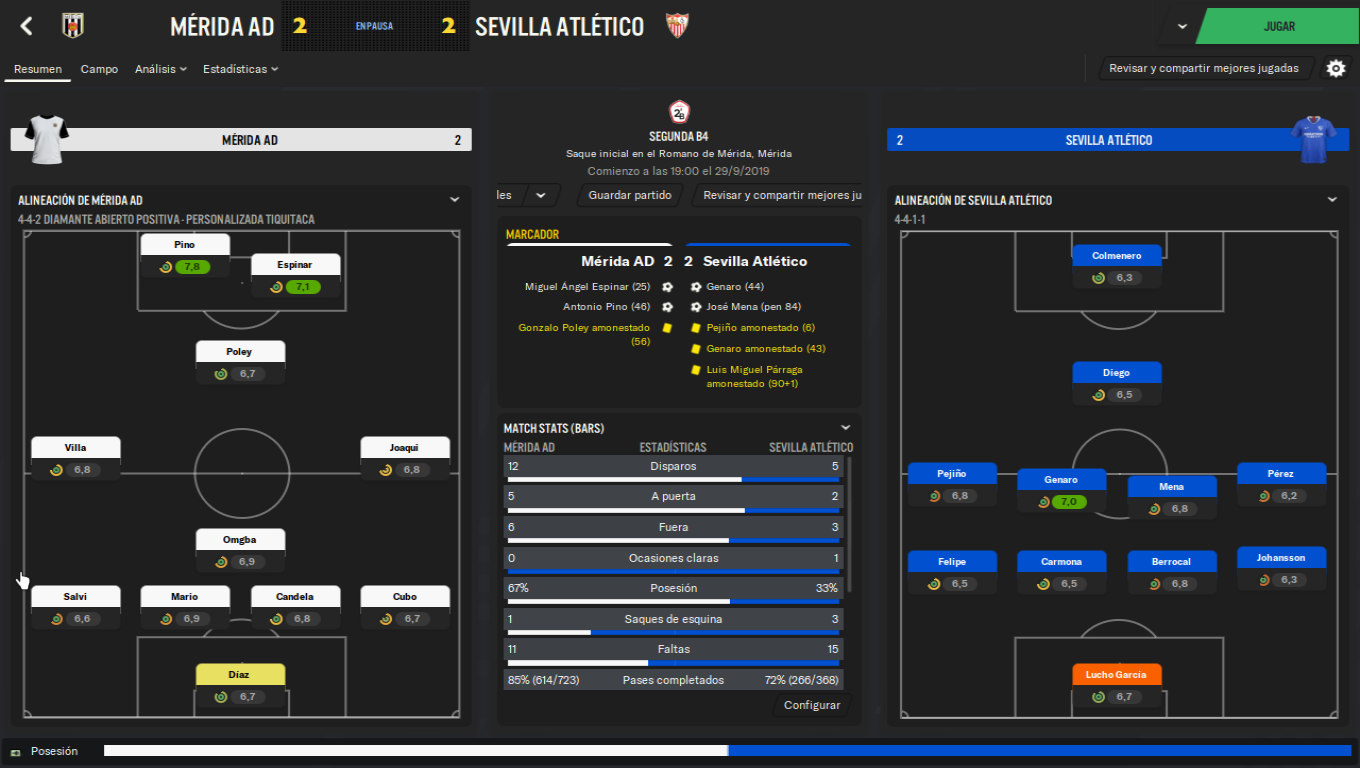 MÉRIDA AD 2 EN PAUSA 2 SEVILLA ATLÉTICO
JUGAR
Resumen Campo Análisis Estadísticas
Revisar y compartir mejores jugadas
MÉRIDA AD 2
ALINEACIÓN DE MÉRIDA AD
4-4-2 DIAMANTE ABIERTO POSITIVA - PERSONALIZADA TIQUITACA
Pino
7,8
Espinar
7,1
Poley
6,7
Villa
6,8
Joaqui
6,8
Omgba
6,9
Salvi
6,6
Mario
6,9
Candela
6,8
Cubo
6,7
Díaz
6,7
2ªB
SEGUNDA B4
Saque inicial en el Romano de Mérida, Mérida
Comienzo a las 19:00 el 29/9/2019
les
Guardar partido
Revisar y compartir mejores ju
MARCADOR
Mérida AD 2 2 Sevilla Atlético
Miguel Ángel Espinar (25) Genaro (44)
Antonio Pino (46) José Mena (pen 84)
Gonzalo Poley amonestado
(56)
Pejiño amonestado (6)
Genaro amonestado (43)
Luis Miguel Párraga
amonestado (90+1)
MATCH STATS (BARS)
MÉRIDA AD ESTADÍSTICAS SEVILLA ATLÉTICO
12 Disparos 5
5 A puerta 2
6 Fuera 3
0 Ocasiones claras 1
67% Posesión 33%
1 Saques de esquina 3
11 Faltas 15
85% (614/723) Pases completados 72% (266/368)
Configurar
2 SEVILLA ATLÉTICO
ALINEACIÓN DE SEVILLA ATLÉTICO
4-4-1-1
Colmenero
6,3
Diego
6,5
Pejiño
6,8
Genaro
7,0
Mena
6,8
Pérez
6,2
Felipe
6,5
Carmona
6,5
Berrocal
6,8
Johansson
6,3
Lucho García
6,7
Posesión